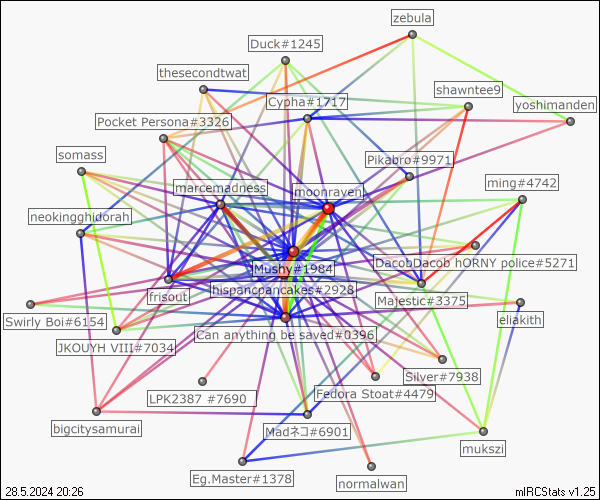 zebula
Duck#1245
thesecondtwat
shawntee9
Cypha#1717
yoshimanden
Pocket Persona#3326
somass
Pikabro#9971
marcemadness
moonraven
ming#4742
neokingghidorah
DacobDacob hORNY police#5271
Mushy#1984
hispancpancakes#2928
frisout
Majestic#3375
Swirly Boi#6154
eliakith
Can anything be saved#0396
JKOUYH VIII#7034
Silver#7938
Fedora Stoat#4479
LPK2387 #7690
bigcitysamurai
Madネコ#6901
mukszi
Eg.Master#1378
normalwan
28.5.2024 20:26
mIRCStats v1.25